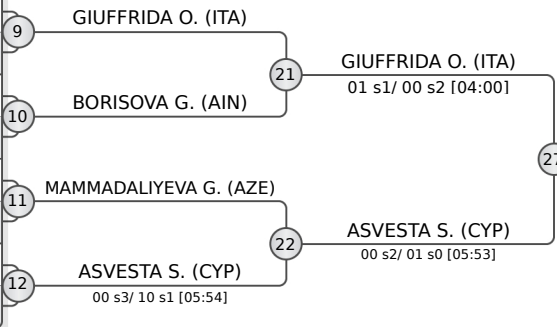 GIUFFRIDA O. (ITA)
9
GIUFFRIDA O. (ITA)
21
01 s1/ 00 s2 [04:00]
BORISOVA G. (AIN)
10
27
MAMMADALIYEVA G. (AZE)
11
ASVESTA S. (CYP)
22
00 s2/ 01 s0 [05:53]
ASVESTA S. (CYP)
12
00 s3/ 10 s1 [05:54]